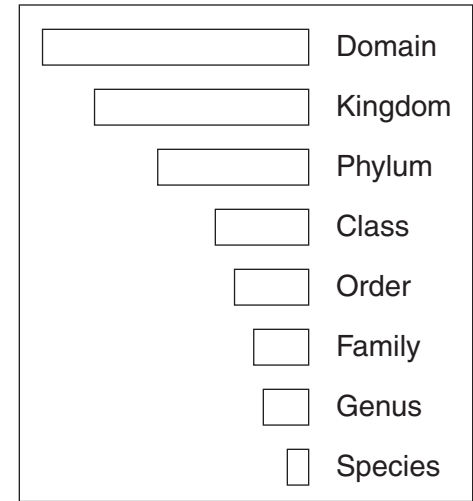 Domain
Kingdom
Phylum
Class
Order
Family
Genus
Species